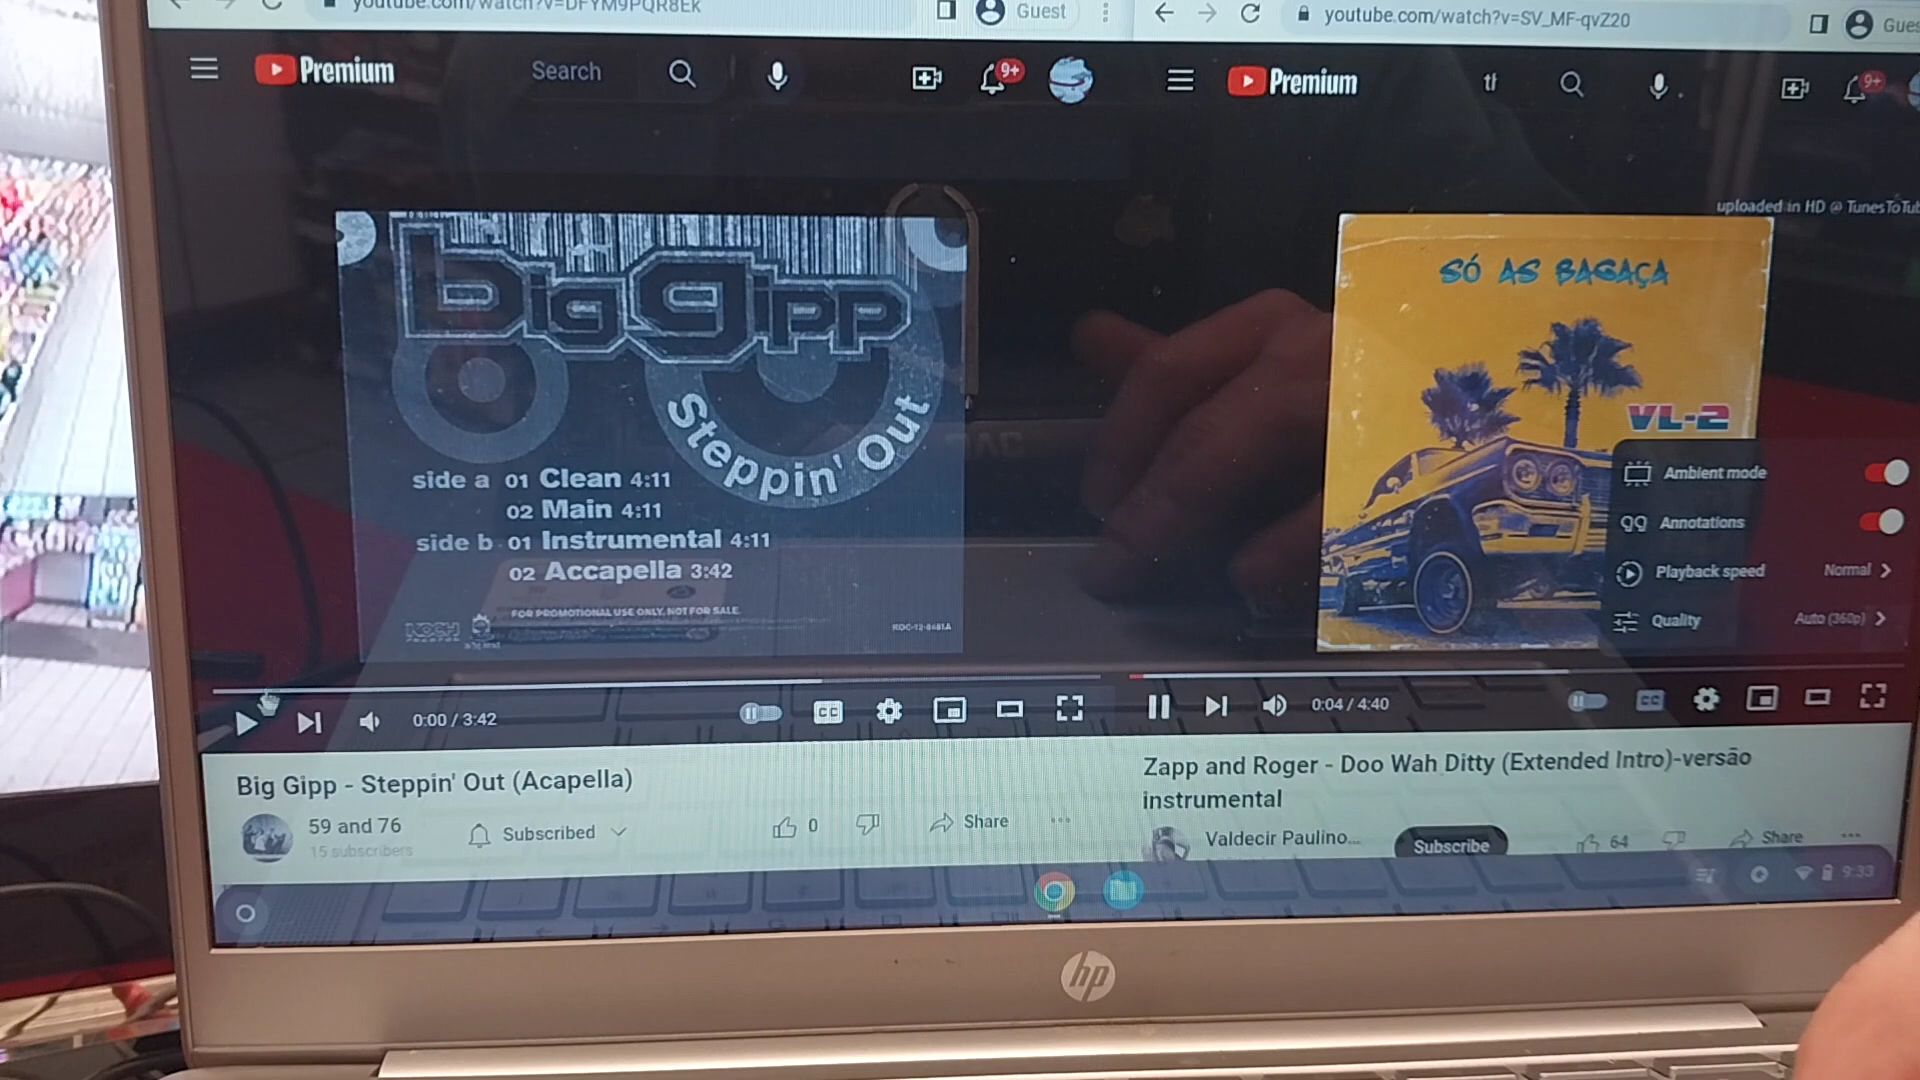 youtube.com/watch?v=DFYM9PQR8Ek
Guest
Premium
Search
9+
big Gipp
Steppin' Out
side a 01 Clean 4:11
02 Main 4:11
side b 01 Instrumental 4:11
02 Accapella 3:42
FOR PROMOTIONAL USE ONLY. NOT FOR SALE.
0:00 / 3:42
CC
Big Gipp - Steppin' Out (Acapella)
59 and 76
15 subscribers
Subscribed
0
Share
youtube.com/watch?v=SV_MF-qvZ20
Gues
Premium
9+
uploaded in HD @ TunesToTub
SÓ AS BAGAÇA
VL-2
Ambient mode
Annotations
Playback speed Normal
Quality Auto (360p)
0:04 / 4:40
CC
Zapp and Roger - Doo Wah Ditty (Extended Intro)-versão
instrumental
Valdecir Paulino...
Subscribe
64
Share
9:33
hp